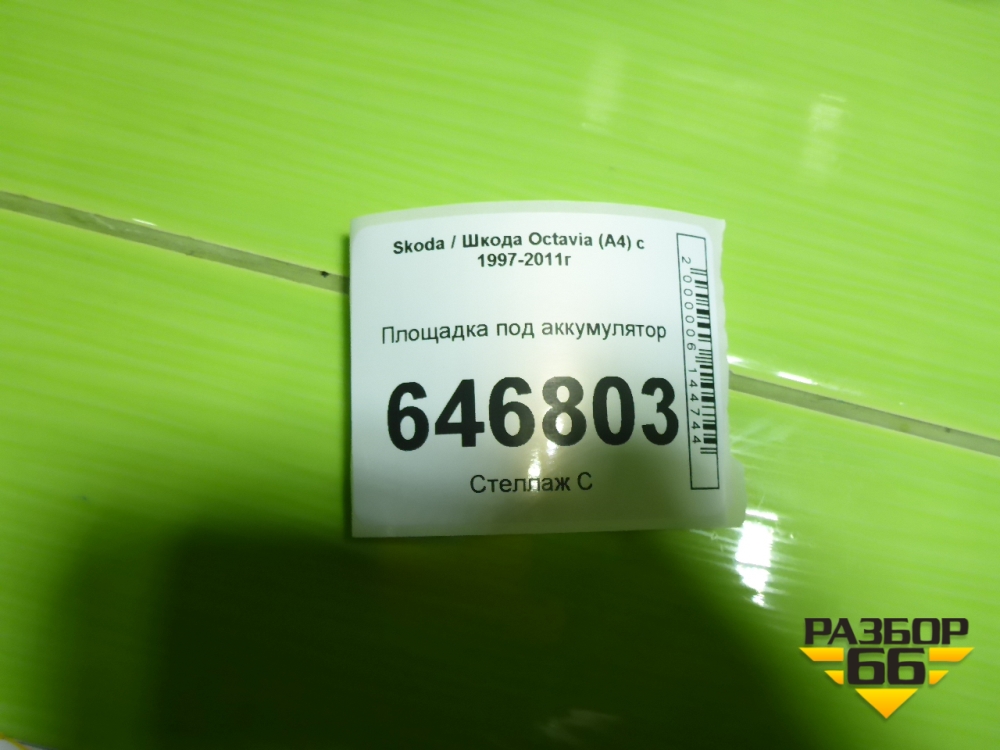 Skoda / Шкода Octavia (A4) с
1997-2011г
Площадка под аккумулятор
646803
Стеллаж С
2000006144744
РАЗБОР
66